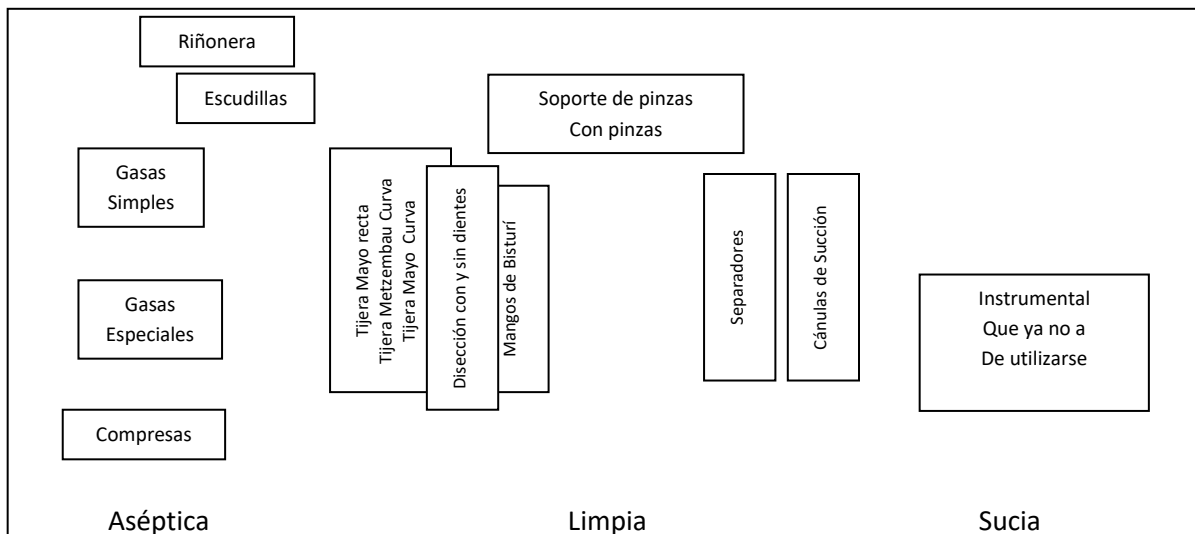 Riñonera
Escudillas
Soporte de pinzas
Con pinzas
Gasas
Simples
Tijera Mayo recta
Tijera Metzembau Curva
Tijera Mayo Curva
Disección con y sin dientes
Mangos de Bisturí
Separadores
Cánulas de Succión
Gasas
Especiales
Instrumental
Que ya no a
De utilizarse
Compresas
Aséptica
Limpia
Sucia